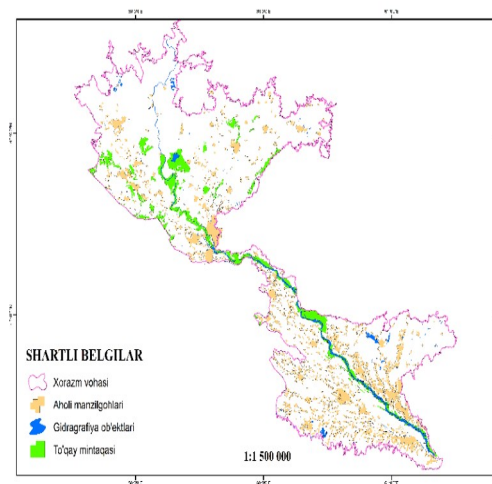 SHARTLI BELGILAR
Xorazm vohasi
Aholi manzilgohlari
Gidragrafiya ob'ektlari
To'qay mintaqasi
1:1 500 000